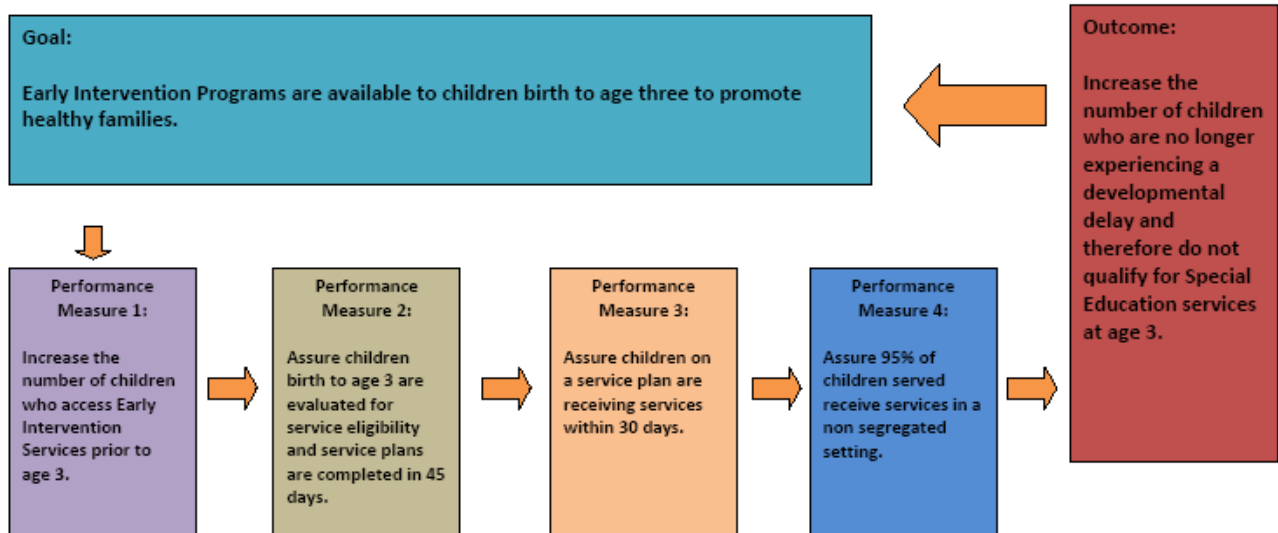 Goal:
Early Intervention Programs are available to children birth to age three to promote
healthy families.
Performance
Measure 1:
Increase the
number of children
who access Early
Intervention
Services prior to
age 3.
Performance
Measure 2:
Assure children
birth to age 3 are
evaluated for
service eligibility
and service plans
are completed in 45
days.
Performance
Measure 3:
Assure children on
a service plan are
receiving services
within 30 days.
Performance
Measure 4:
Assure 95% of
children served
receive services in a
non segregated
setting.
Outcome:
Increase the
number of children
who are no longer
experiencing a
developmental
delay and
therefore do not
qualify for Special
Education services
at age 3.